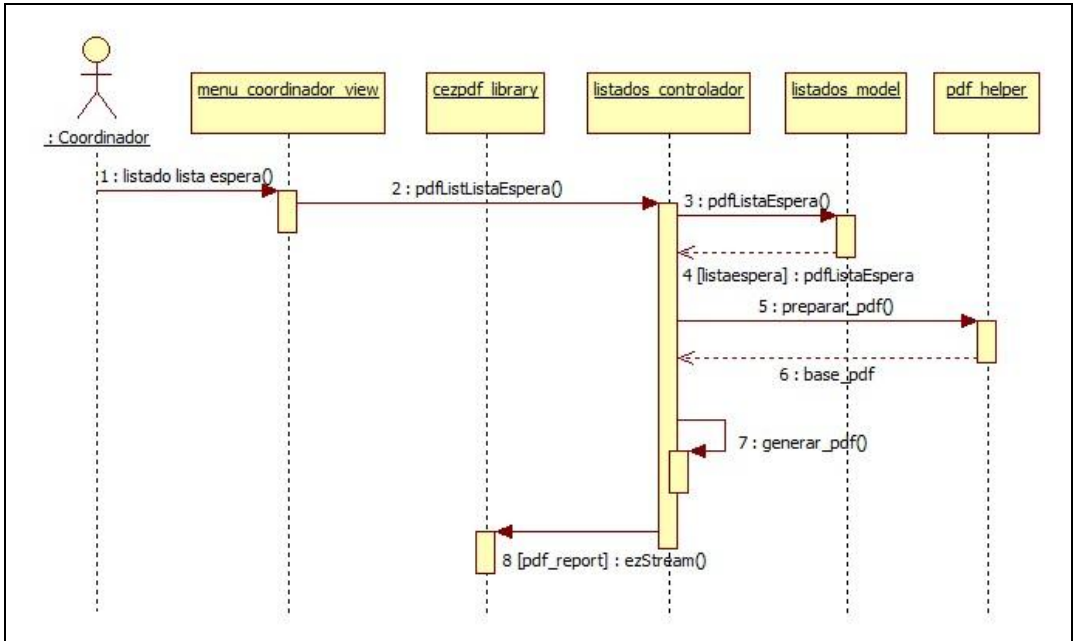 menu_coordinador_view
cezpdf_library
listados_controlador
listados_model
pdf_helper
: Coordinador
1 : listado lista espera()
2 : pdfListListaEspera()
3 : pdfListaEspera()
4 [listaespera] : pdfListaEspera
5 : preparar_pdf()
6 : base_pdf
7 : generar_pdf()
8 [pdf_report] : ezStream()